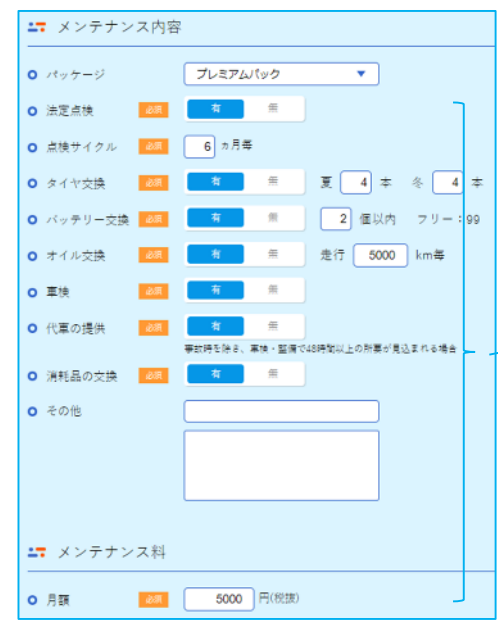 メンテナンス内容
パッケージ プレミアムパック ▼
法定点検 必須 有 無
点検サイクル 必須 6 ヵ月毎
タイヤ交換 必須 有 無 夏 4 本 冬 4 本
バッテリー交換 必須 有 無 2 個以内 フリー：99
オイル交換 必須 有 無 走行 5000 km毎
車検 必須 有 無
代車の提供 必須 有 無
事故時を除き、車検・整備で48時間以上の所要が見込まれる場合
消耗品の交換 必須 有 無
その他
メンテナンス料
月額 必須 5000 円(税抜)